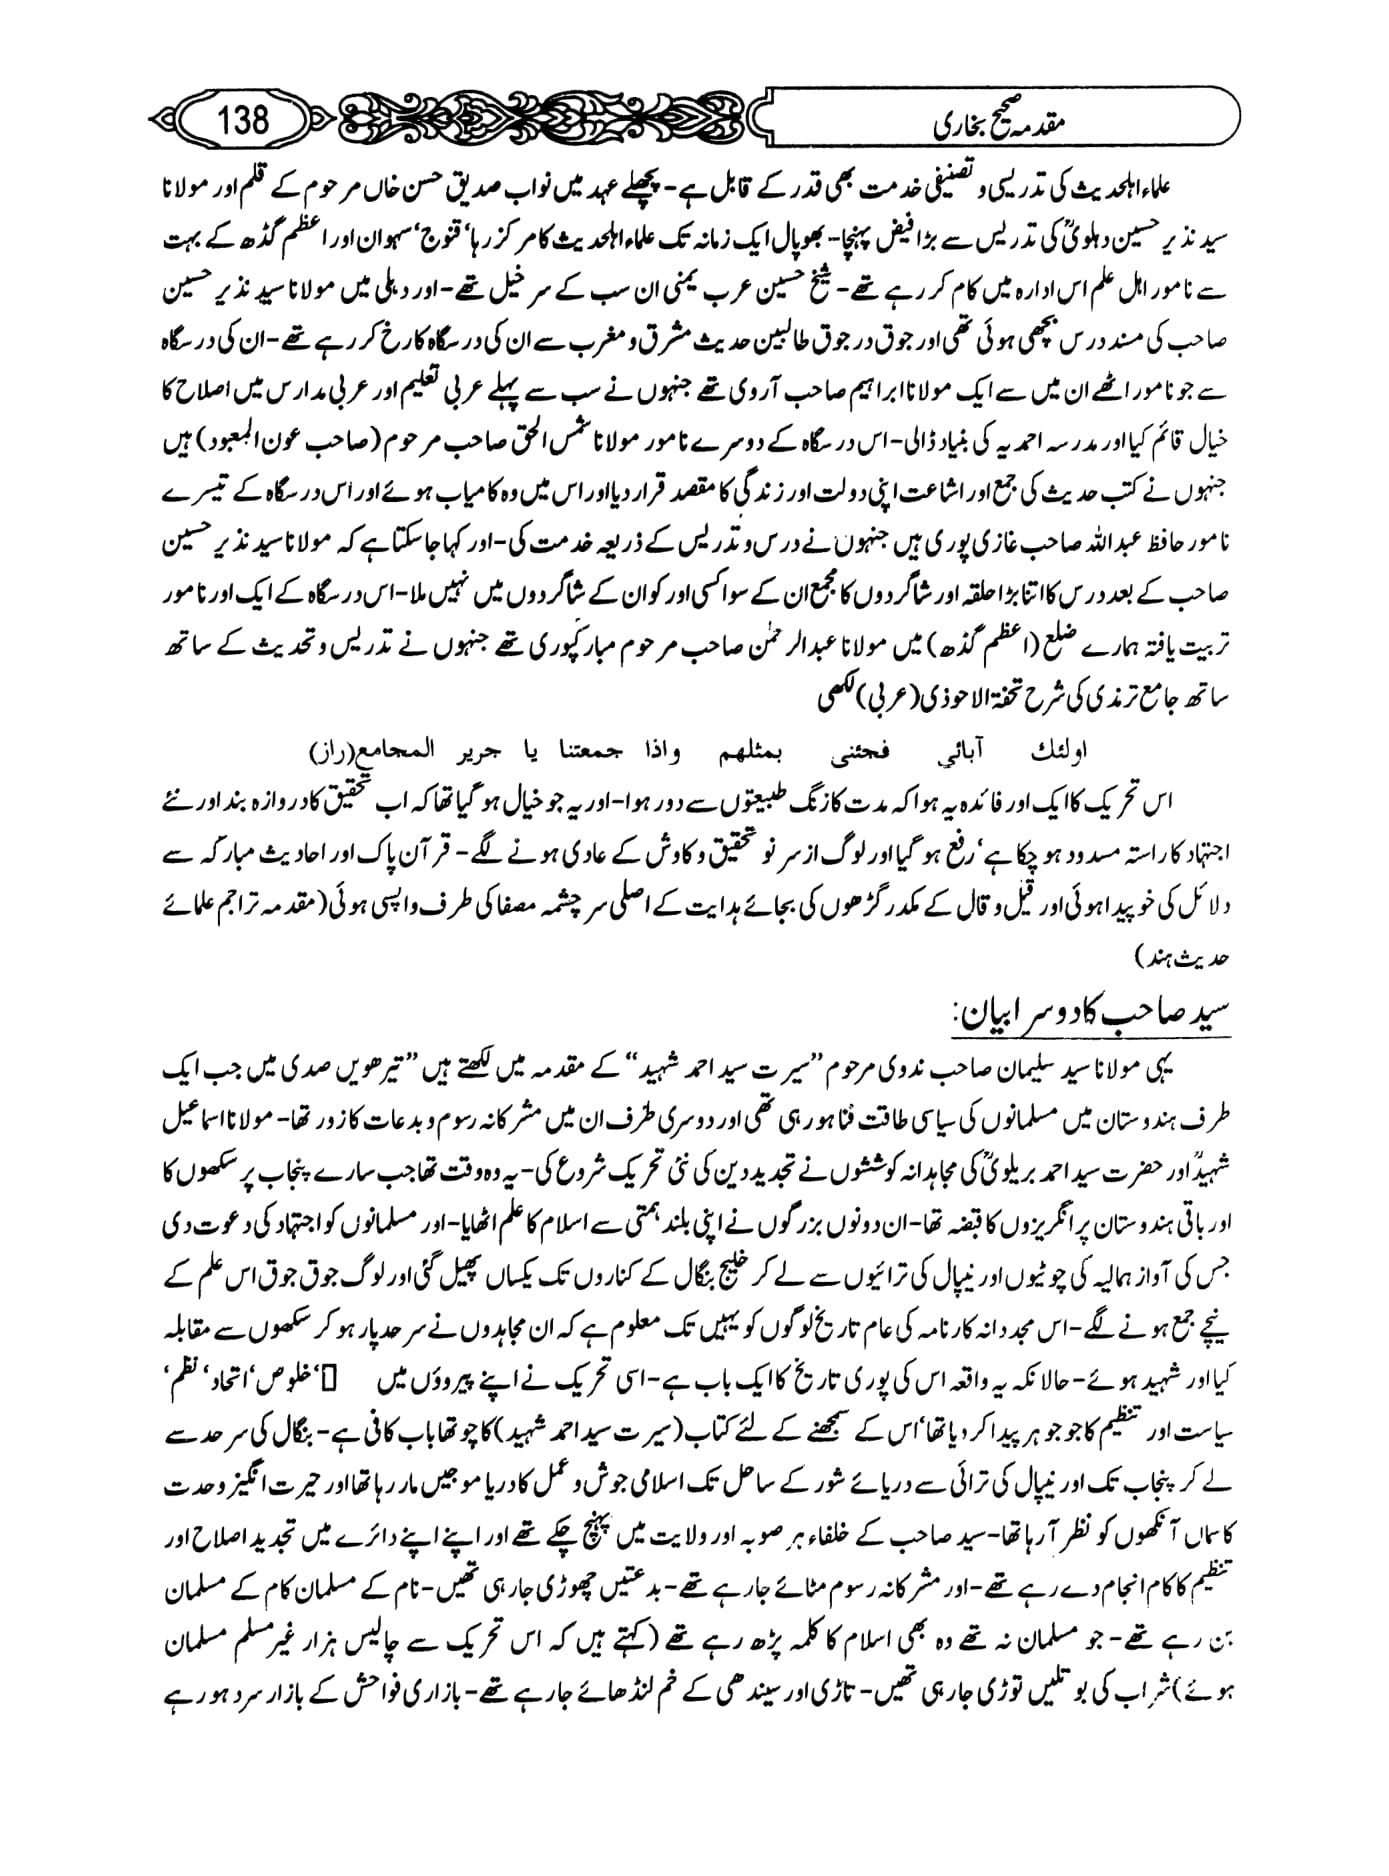 مقدمہ صحیح بخاری
138
علماء اہلحدیث کی تدریسی و تصنیفی خدمت بھی قدر کے قابل ہے- پچھلے عہد میں نواب صدیق حسن خاں مرحوم کے قلم اور مولانا
سید نذیر حسین دہلویؒ کی تدریس سے بڑا فیض پہنچا- بھوپال ایک زمانہ تک علماء اہلحدیث کا مرکز رہا‘ قنوج‘ سہوان اور اعظم گڈھ کے بہت
سے نامور اہل علم اس ادارہ میں کام کر رہے تھے- شیخ حسین عرب یمنی ان سب کے سر خیل تھے- اور دہلی میں مولانا سید نذیر حسین
صاحب کی مسند درس بچھی ہوئی تھی اور جوق در جوق طالبین حدیث مشرق و مغرب سے ان کی درسگاہ کا رخ کر رہے تھے- ان کی درسگاہ
سے جو نامور اٹھے ان میں سے ایک مولانا ابراہیم صاحب آروی تھے جنہوں نے سب سے پہلے عربی تعلیم اور عربی مدارس میں اصلاح کا
خیال قائم کیا اور مدرسہ احمدیہ کی بنیاد ڈالی- اس درسگاہ کے دوسرے نامور مولانا شمس الحق صاحب مرحوم (صاحب عون المعبود) ہیں
جنہوں نے کتب حدیث کی جمع اور اشاعت اپنی دولت اور زندگی کا مقصد قرار دیا اور اس میں وہ کامیاب ہوئے اور اس درسگاہ کے تیسرے
نامور حافظ عبد اللہ صاحب غازی پوری ہیں جنہوں نے درس و تدریس کے ذریعہ خدمت کی- اور کہا جا سکتا ہے کہ مولانا سید نذیر حسین
صاحب کے بعد درس کا اتنا بڑا حلقہ اور شاگردوں کا مجمع ان کے سوا کسی اور کو ان کے شاگردوں میں نہیں ملا- اس درسگاہ کے ایک اور نامور
تربیت یافتہ ہمارے ضلع (اعظم گڈھ) میں مولانا عبدالرحمٰن صاحب مرحوم مبارکپوری تھے جنہوں نے تدریس و تحدیث کے ساتھ
ساتھ جامع ترمذی کی شرح تحفۃ الاحوذی (عربی) لکھی
اولئك آبائي فجئنى بمثلهم واذا جمعتنا يا جرير المجامع (راز)
اس تحریک کا ایک اور فائدہ یہ ہوا کہ مدت کا زنگ طبیعتوں سے دور ہوا- اور یہ جو خیال ہو گیا تھا کہ اب تحقیق کا دروازہ بند اور نئے
اجتہاد کا راستہ مسدود ہو چکا ہے‘ رفع ہو گیا اور لوگ از سر نو تحقیق و کاوش کے عادی ہونے لگے- قرآن پاک اور احادیث مبارکہ سے
دلائل کی خو پیدا ہوئی اور قیل و قال کے مکدر گڑھوں کی بجائے ہدایت کے اصلی سر چشمہ مصفا کی طرف واپسی ہوئی (مقدمہ تراجم علمائے
حدیث ہند)
سید صاحب کا دوسرا بیان:
یہی مولانا سید سلیمان صاحب ندوی مرحوم ”سیرت سید احمد شہید“ کے مقدمہ میں لکھتے ہیں ”تیرھویں صدی میں جب ایک
طرف ہندوستان میں مسلمانوں کی سیاسی طاقت فنا ہو رہی تھی اور دوسری طرف ان میں مشرکانہ رسوم و بدعات کا زور تھا- مولانا اسماعیل
شہیدؒ اور حضرت سید احمد بریلویؒ کی مجاہدانہ کوششوں نے تجدید دین کی نئی تحریک شروع کی- یہ وہ وقت تھا جب سارے پنجاب پر سکھوں کا
اور باقی ہندوستان پر انگریزوں کا قبضہ تھا- ان دونوں بزرگوں نے اپنی بلند ہمتی سے اسلام کا علم اٹھایا- اور مسلمانوں کو اجتہاد کی دعوت دی
جس کی آواز ہمالیہ کی چوٹیوں اور نیپال کی ترائیوں سے لے کر خلیج بنگال کے کناروں تک یکساں پھیل گئی اور لوگ جوق جوق اس علم کے
نیچے جمع ہونے لگے- اس مجددانہ کارنامہ کی عام تاریخ لوگوں کو یہیں تک معلوم ہے کہ ان مجاہدوں نے سرحد پار ہو کر سکھوں سے مقابلہ
کیا اور شہید ہوئے- حالانکہ یہ واقعہ اس کی پوری تاریخ کا ایک باب ہے- اسی تحریک نے اپنے پیروؤں میں ▯‘ خلوص‘ اتحاد‘ نظم‘
سیاست اور تنظیم کا جو جوہر پیدا کر دیا تھا‘ اس کے سمجھنے کے لئے کتاب (سیرت سید احمد شہید) کا چوتھا باب کافی ہے- بنگال کی سرحد سے
لے کر پنجاب تک اور نیپال کی ترائی سے دریائے شور کے ساحل تک اسلامی جوش و عمل کا دریا موجیں مار رہا تھا اور حیرت انگیز وحدت
کا سماں آنکھوں کو نظر آ رہا تھا- سید صاحب کے خلفاء ہر صوبہ اور ولایت میں پہنچ چکے تھے اور اپنے اپنے دائرے میں تجدید اصلاح اور
تنظیم کا کام انجام دے رہے تھے- اور مشرکانہ رسوم مٹائے جا رہے تھے- بدعتیں چھوڑی جا رہی تھیں- نام کے مسلمان کام کے مسلمان
بن رہے تھے- جو مسلمان نہ تھے وہ بھی اسلام کا کلمہ پڑھ رہے تھے (کہتے ہیں کہ اس تحریک سے چالیس ہزار غیر مسلم مسلمان
ہوئے) شراب کی بوتلیں توڑی جا رہی تھیں- تاڑی اور سیندھی کے خم لنڈھائے جا رہے تھے- بازاری فواحش کے بازار سرد ہو رہے